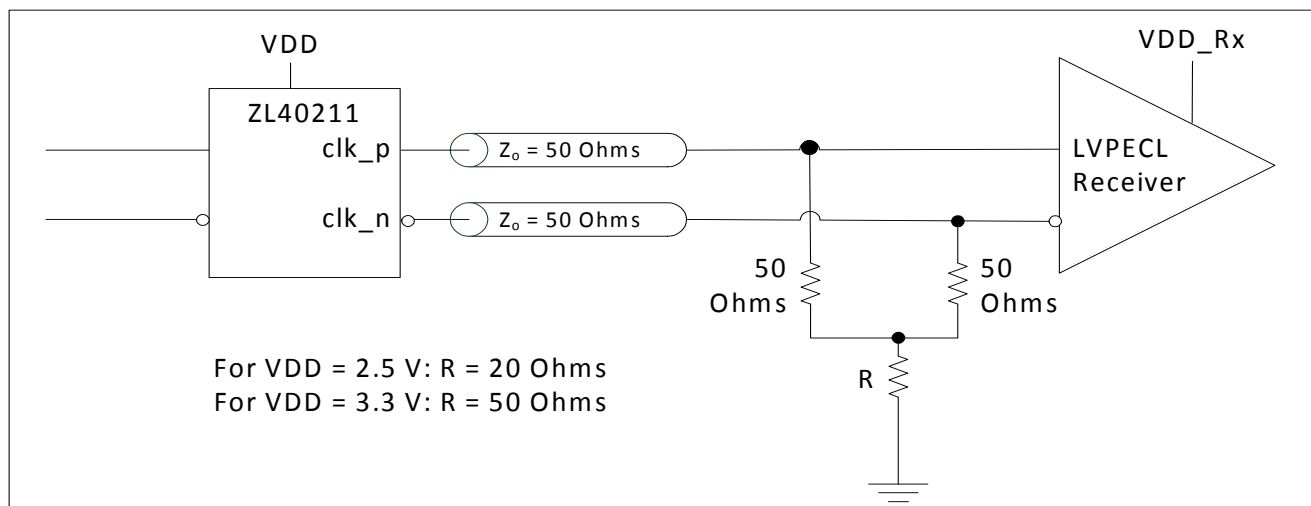 VDD
VDD_Rx
ZL40211
clk_p
Zo = 50 Ohms
LVPECL
Receiver
clk_n
Zo = 50 Ohms
50
Ohms
50
Ohms
For VDD = 2.5 V: R = 20 Ohms
For VDD = 3.3 V: R = 50 Ohms
R